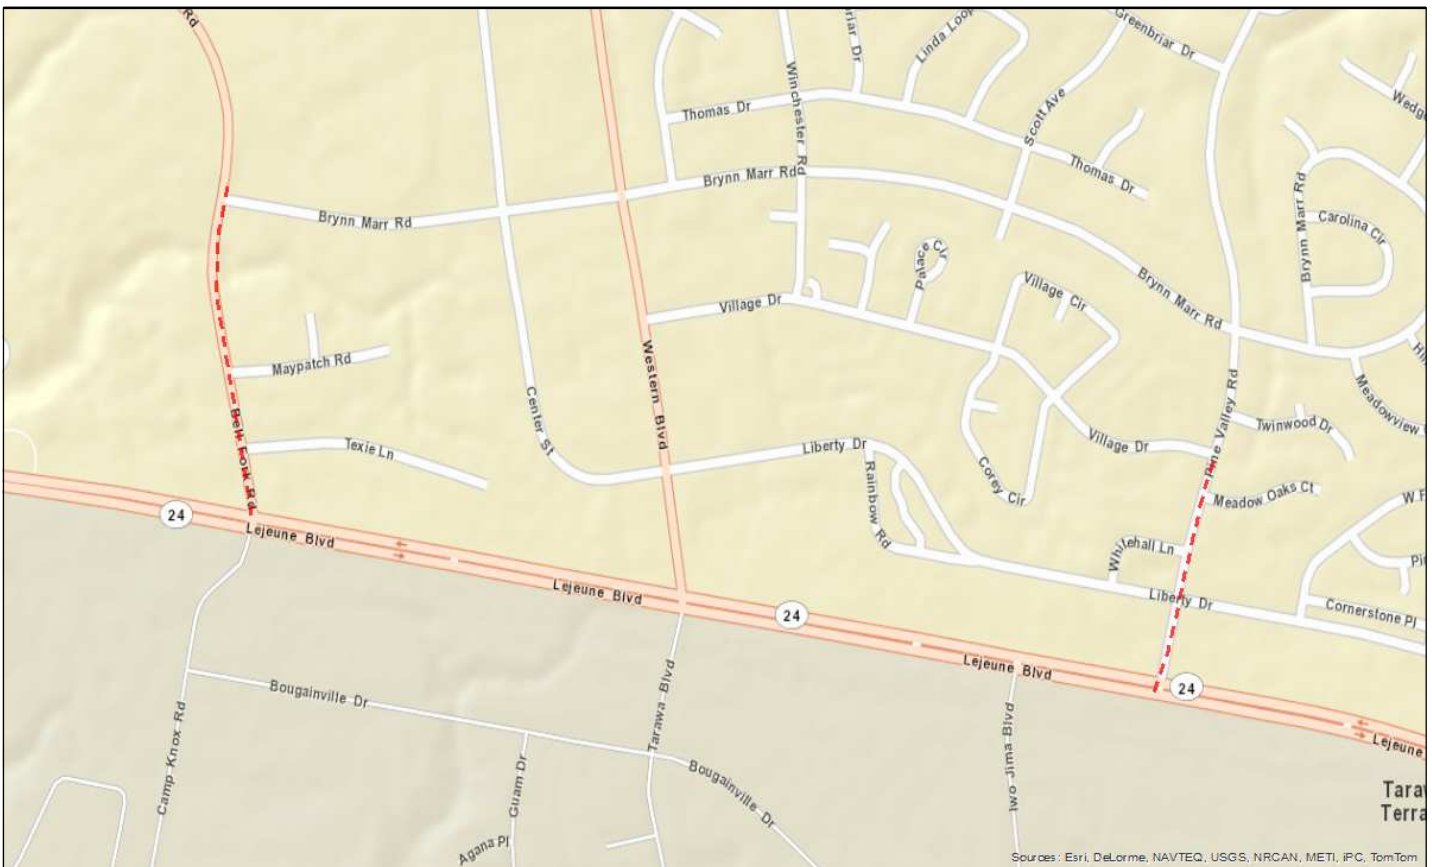 Rd
Greenbriar Dr
Linda Loop
Winchester Rd
Thomas Dr
Scott Ave
Thomas Dr
Brynn Marr Rd
Brynn Marr Rd
Brynn Marr Rd
Carolina Cir
Palace Cir
Village Cir
Brynn Marr Rd
Village Dr
Maypatch Rd
Western Blvd
Center St
Bell Fork Rd
Texie Ln
Liberty Dr
Rainbow Rd
Corey Cir
Village Dr
Pine Valley Rd
Twinwood Dr
Meadowview
Meadow Oaks Ct
24
Lejeune Blvd
Whitehall Ln
Lejeune Blvd
24
Liberty Dr
Cornerstone Pl
Lejeune Blvd
24
Lejeune
Bougainville Dr
Camp Knox Rd
Tarawa Blvd
Guam Dr
Bougainville Dr
Iwo Jima Blvd
Agana Pl
Sources: Esri, DeLorme, NAVTEQ, USGS, NRCAN, METI, iPC, TomTom